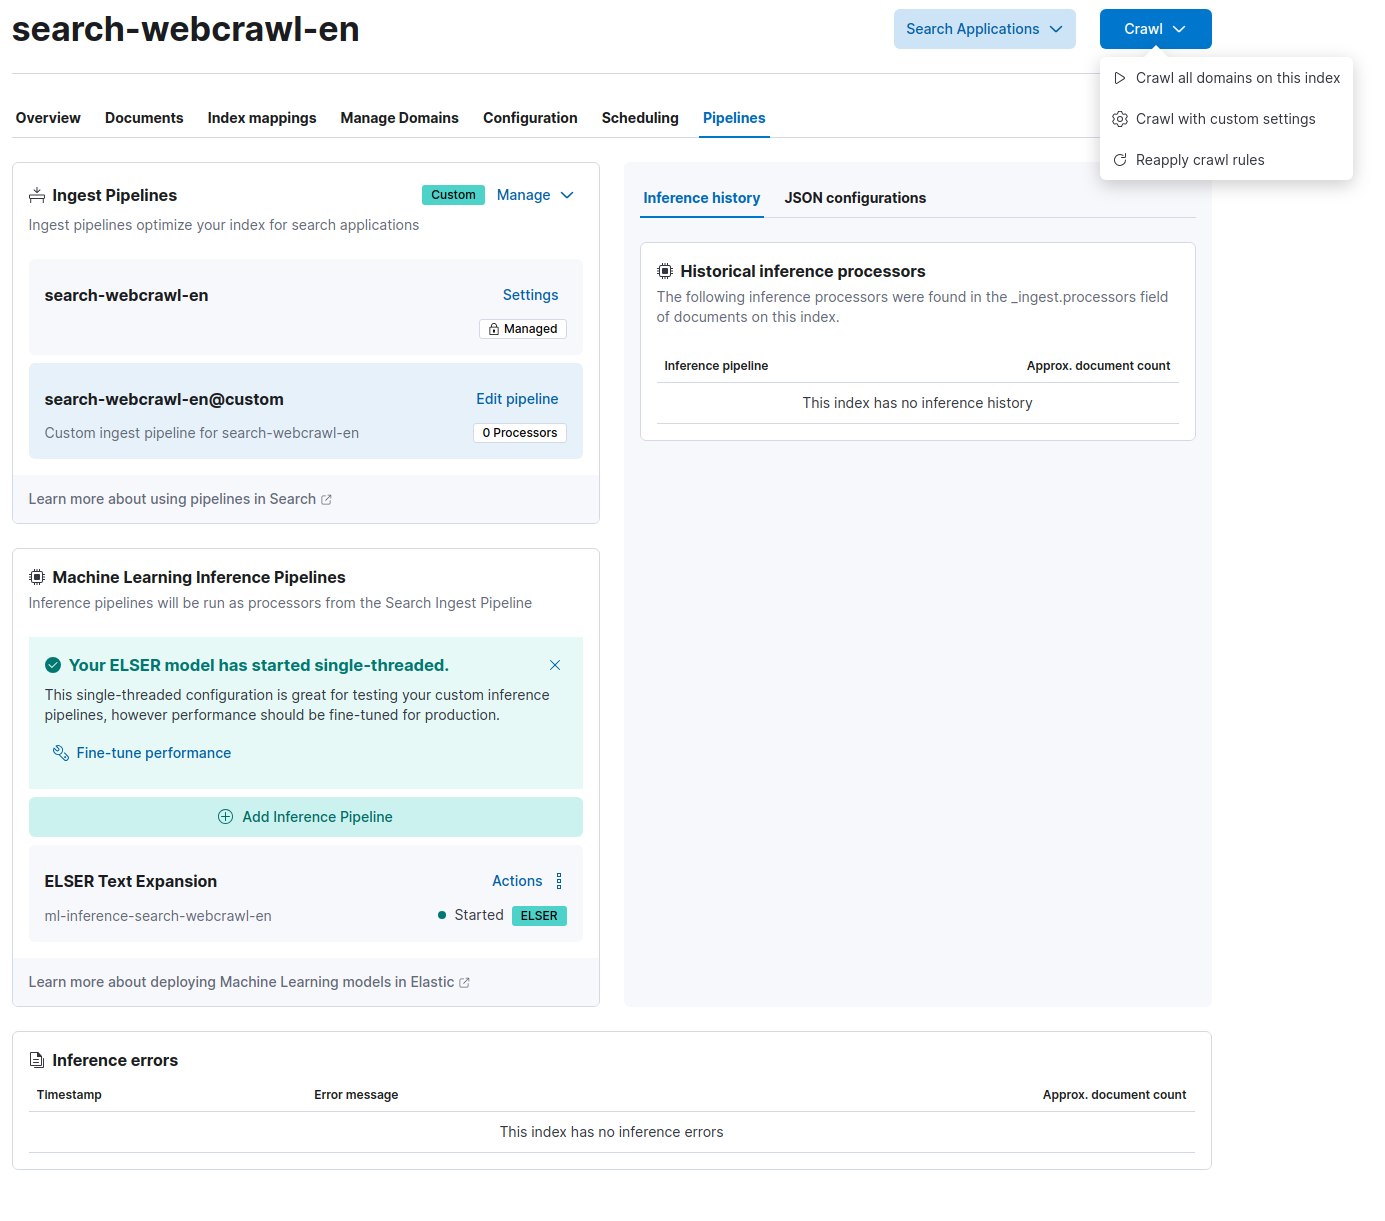 search-webcrawl-en
Search Applications
Crawl
Crawl all domains on this index
Crawl with custom settings
Reapply crawl rules
Overview
Documents
Index mappings
Manage Domains
Configuration
Scheduling
Pipelines
Ingest Pipelines
Custom
Manage
Ingest pipelines optimize your index for search applications
search-webcrawl-en
Settings
Managed
search-webcrawl-en@custom
Edit pipeline
Custom ingest pipeline for search-webcrawl-en
0 Processors
Learn more about using pipelines in Search
Machine Learning Inference Pipelines
Inference pipelines will be run as processors from the Search Ingest Pipeline
Your ELSER model has started single-threaded.
This single-threaded configuration is great for testing your custom inference
pipelines, however performance should be fine-tuned for production.
Fine-tune performance
Add Inference Pipeline
ELSER Text Expansion
Actions
ml-inference-search-webcrawl-en
Started
ELSER
Learn more about deploying Machine Learning models in Elastic
Inference history
JSON configurations
Historical inference processors
The following inference processors were found in the _ingest.processors field
of documents on this index.
Inference pipeline
Approx. document count
This index has no inference history
Inference errors
Timestamp
Error message
Approx. document count
This index has no inference errors